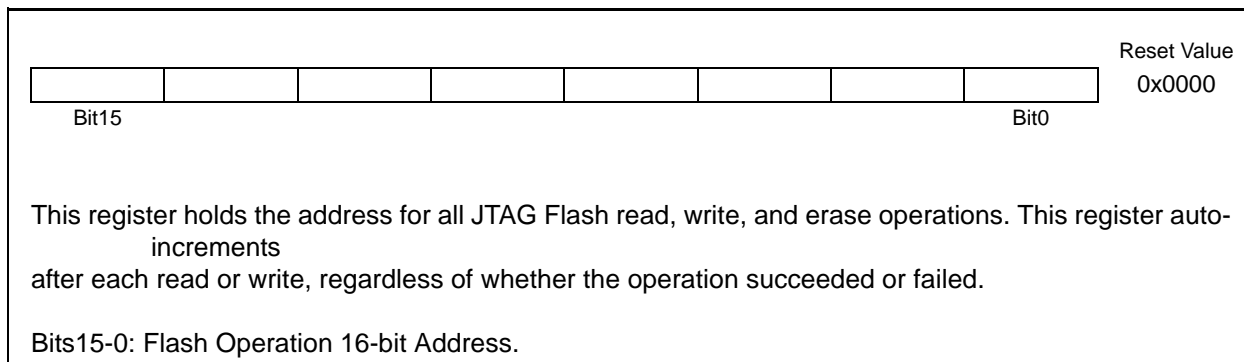 Reset Value
0x0000
Bit15 Bit0
This register holds the address for all JTAG Flash read, write, and erase operations. This register auto-
increments
after each read or write, regardless of whether the operation succeeded or failed.
Bits15-0: Flash Operation 16-bit Address.